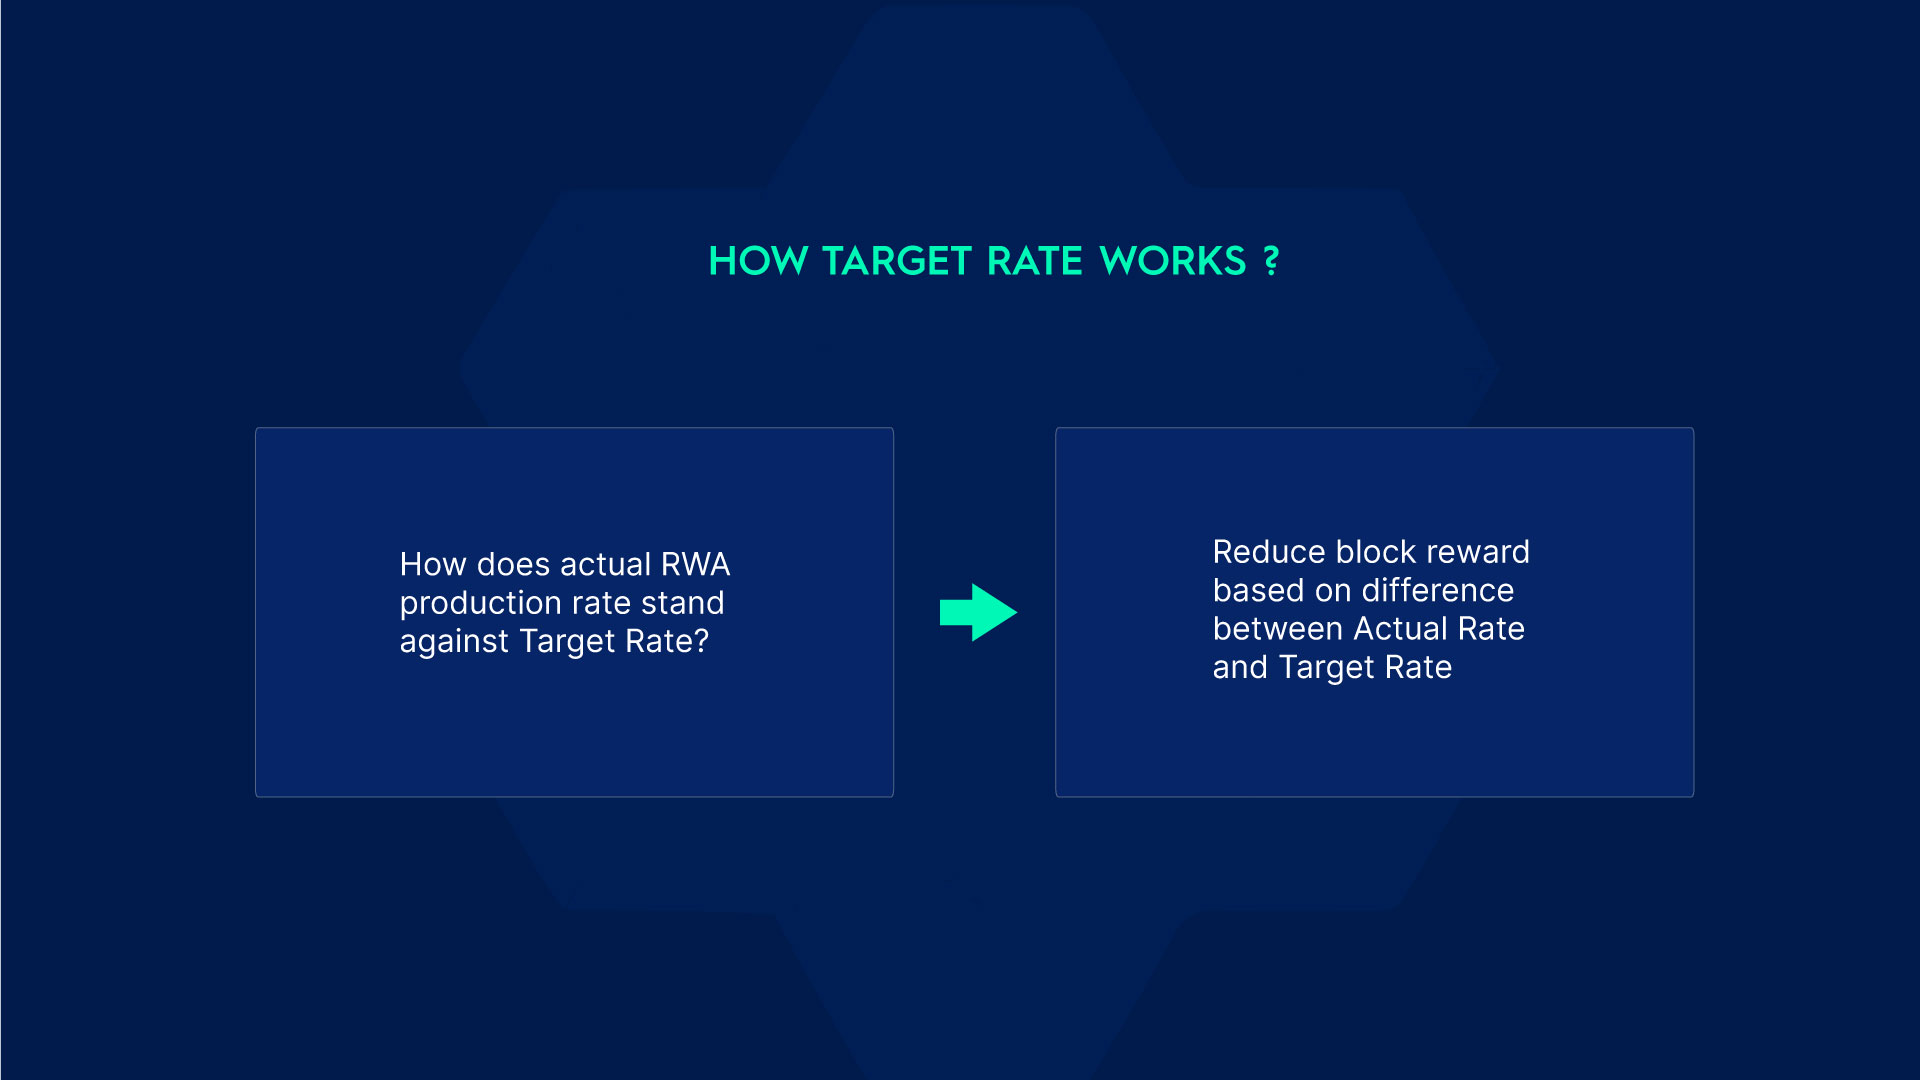 HOW TARGET RATE WORKS ?
How does actual RWA
production rate stand
against Target Rate?
Reduce block reward
based on difference
between Actual Rate
and Target Rate